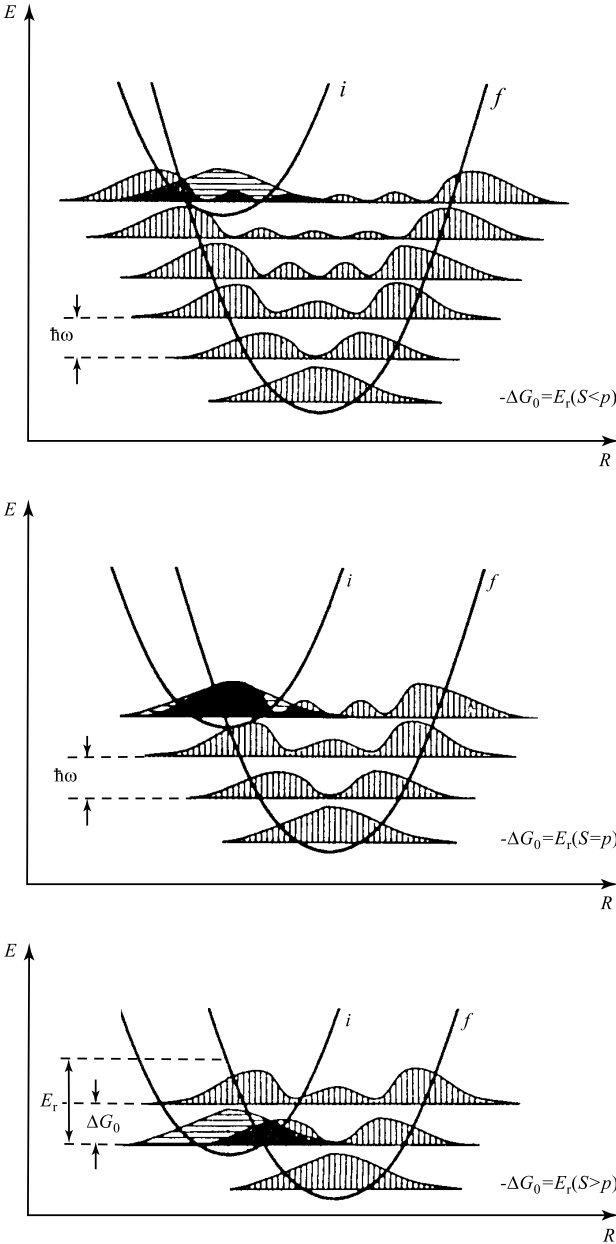 E
i
f
ħω
-ΔG₀=Eᵣ(S<p)
R
E
i
f
ħω
-ΔG₀=Eᵣ(S=p)
R
E
i
f
Eᵣ
ΔG₀
-ΔG₀=Eᵣ(S>p)
R